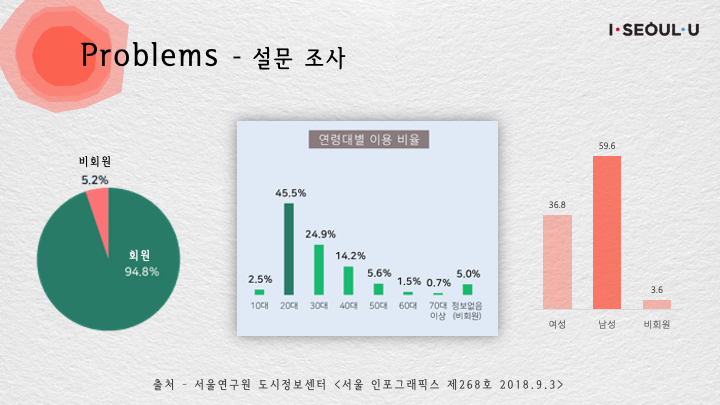 I·SEOUL·U
Problems - 설문 조사
비회원
5.2%
회원
94.8%
연령대별 이용 비율
45.5%
24.9%
14.2%
5.6%
5.0%
2.5%
1.5%
0.7%
10대 20대 30대 40대 50대 60대 70대 이상 정보없음 (비회원)
59.6
36.8
3.6
여성 남성 비회원
출처 - 서울연구원 도시정보센터 <서울 인포그래픽스 제268호 2018.9.3>